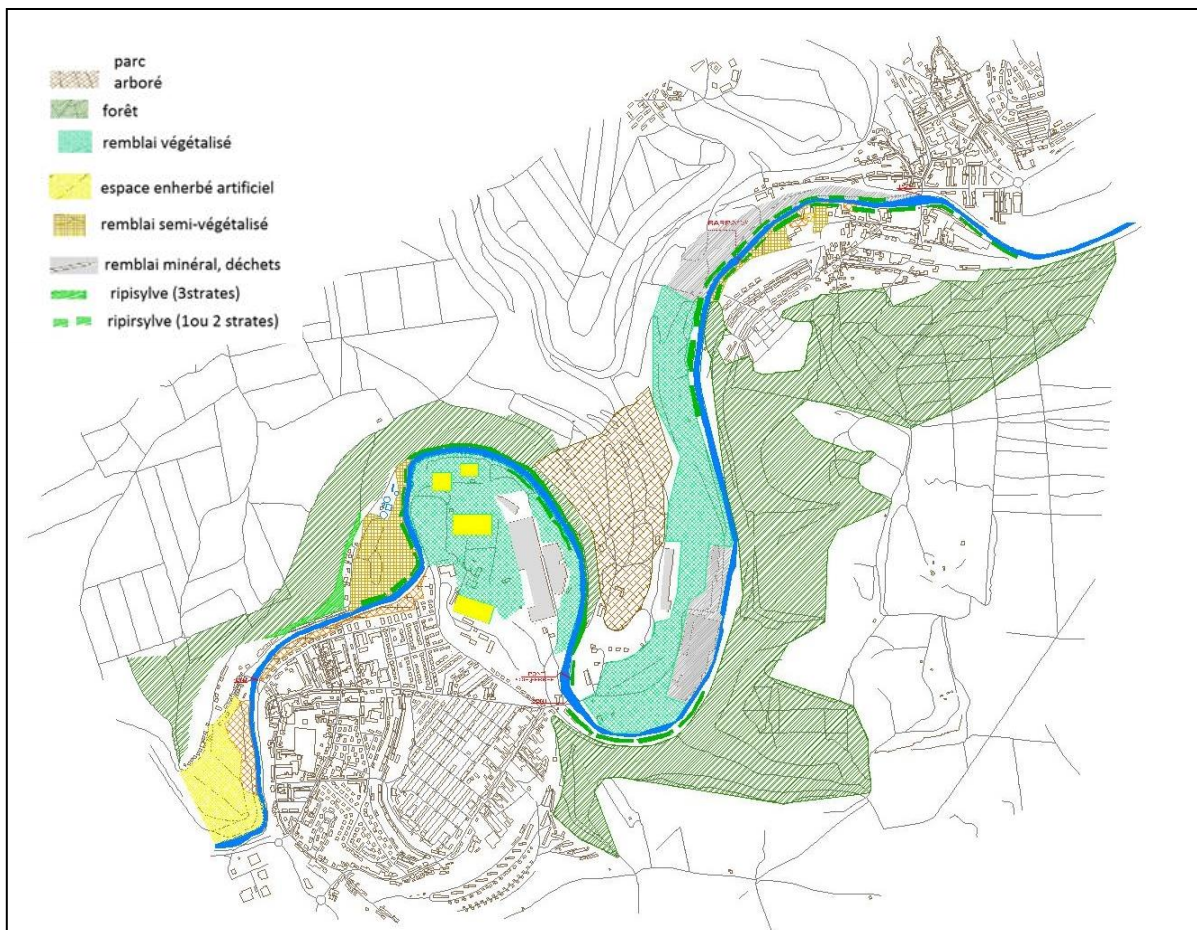 parc
arboré
forêt
remblai végétalisé
espace enherbé artificiel
remblai semi-végétalisé
remblai minéral, déchets
ripisylve (3strates)
ripirsylve (1ou 2 strates)